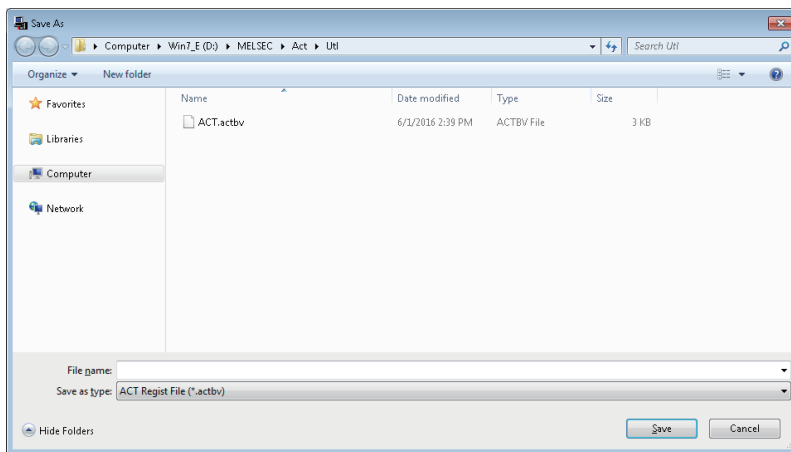 Save As
Computer Win7_E (D:) MELSEC Act Utl
Search Utl
Organize New folder
Favorites
Libraries
Computer
Network
Name Date modified Type Size
ACT.actbv 6/1/2016 2:39 PM ACTBV File 3 KB
File name:
Save as type: ACT Regist File (*.actbv)
Hide Folders
Save Cancel